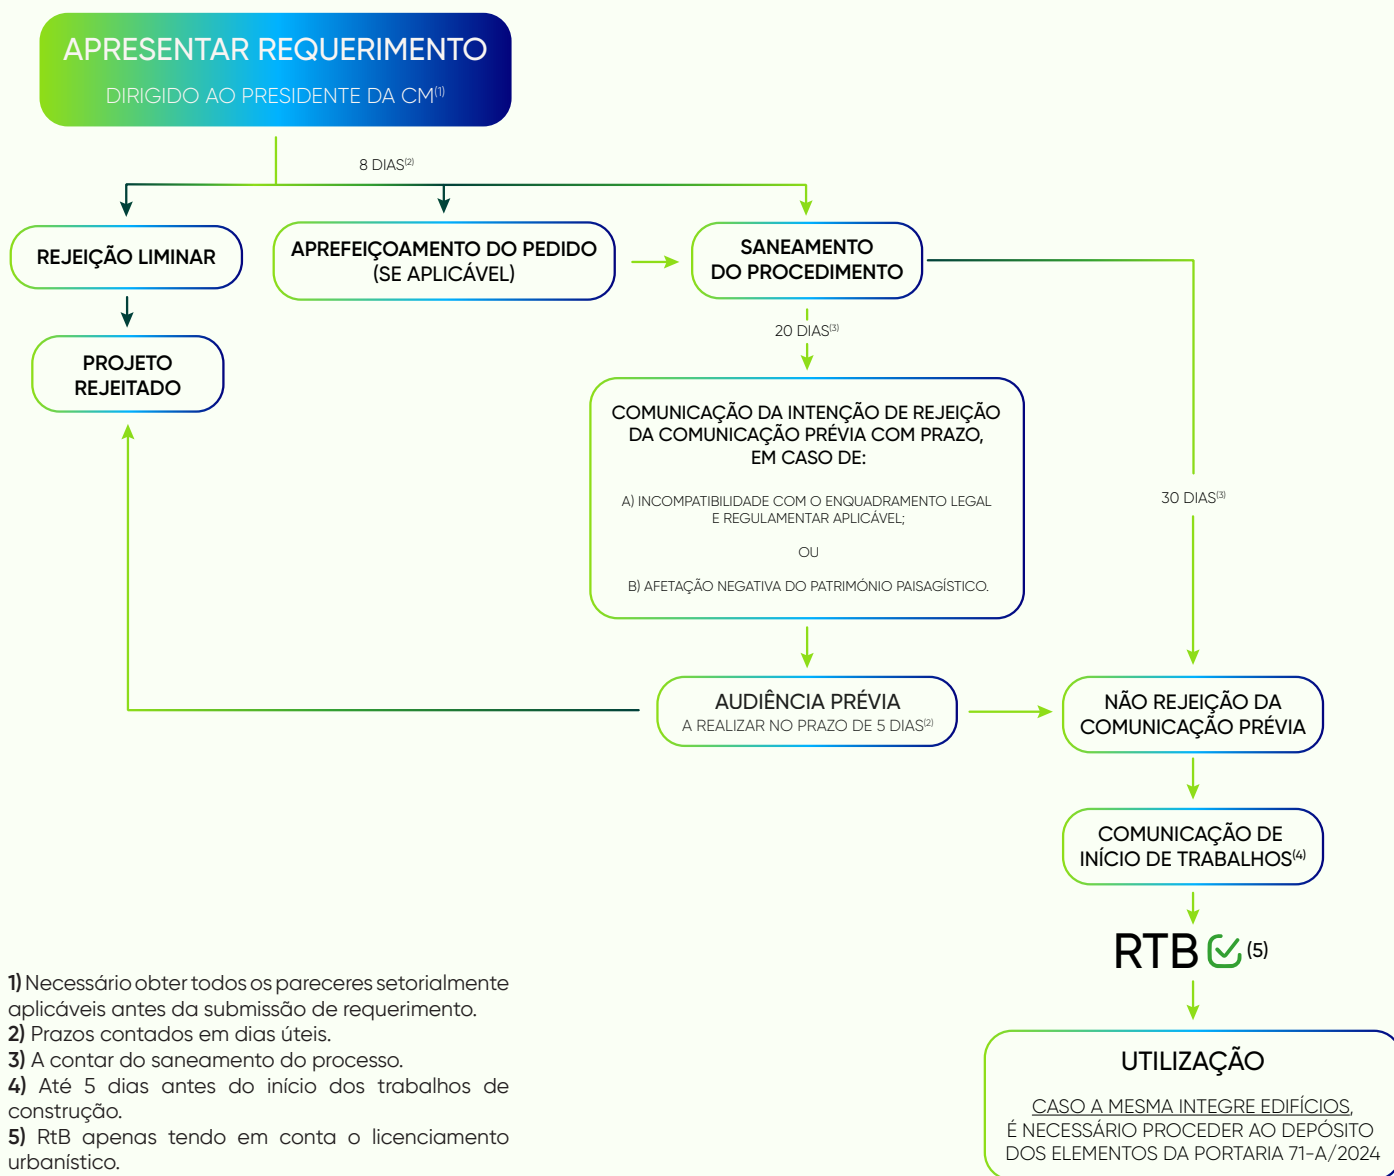 APRESENTAR REQUERIMENTO
DIRIGIDO AO PRESIDENTE DA CM(1)
8 DIAS(2)
REJEIÇÃO LIMINAR
APREFEIÇOAMENTO DO PEDIDO
(SE APLICÁVEL)
SANEAMENTO
DO PROCEDIMENTO
PROJETO
REJEITADO
20 DIAS(3)
COMUNICAÇÃO DA INTENÇÃO DE REJEIÇÃO
DA COMUNICAÇÃO PRÉVIA COM PRAZO,
EM CASO DE:
A) INCOMPATIBILIDADE COM O ENQUADRAMENTO LEGAL
E REGULAMENTAR APLICÁVEL;
OU
B) AFETAÇÃO NEGATIVA DO PATRIMÓNIO PAISAGÍSTICO.
30 DIAS(3)
AUDIÊNCIA PRÉVIA
A REALIZAR NO PRAZO DE 5 DIAS(2)
NÃO REJEIÇÃO DA
COMUNICAÇÃO PRÉVIA
COMUNICAÇÃO DE
INÍCIO DE TRABALHOS(4)
RTB (5)
UTILIZAÇÃO
CASO A MESMA INTEGRE EDIFÍCIOS,
É NECESSÁRIO PROCEDER AO DEPÓSITO
DOS ELEMENTOS DA PORTARIA 71-A/2024
1) Necessário obter todos os pareceres setorialmente
aplicáveis antes da submissão de requerimento.
2) Prazos contados em dias úteis.
3) A contar do saneamento do processo.
4) Até 5 dias antes do início dos trabalhos de
construção.
5) RtB apenas tendo em conta o licenciamento
urbanístico.